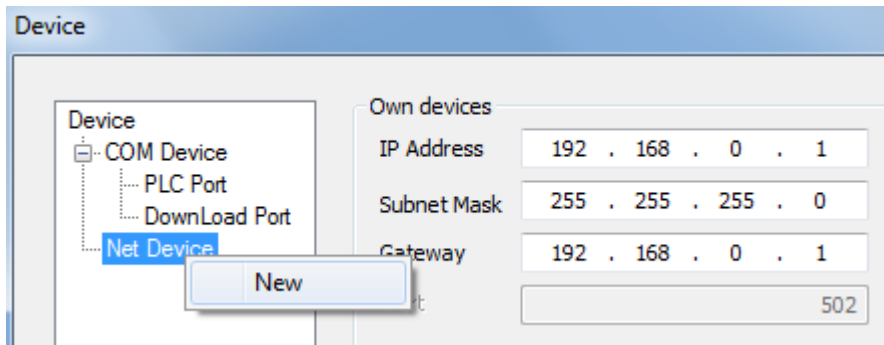 Device
Device
COM Device
PLC Port
DownLoad Port
Net Device
New
Own devices
IP Address 192 . 168 . 0 . 1
Subnet Mask 255 . 255 . 255 . 0
Gateway 192 . 168 . 0 . 1
502